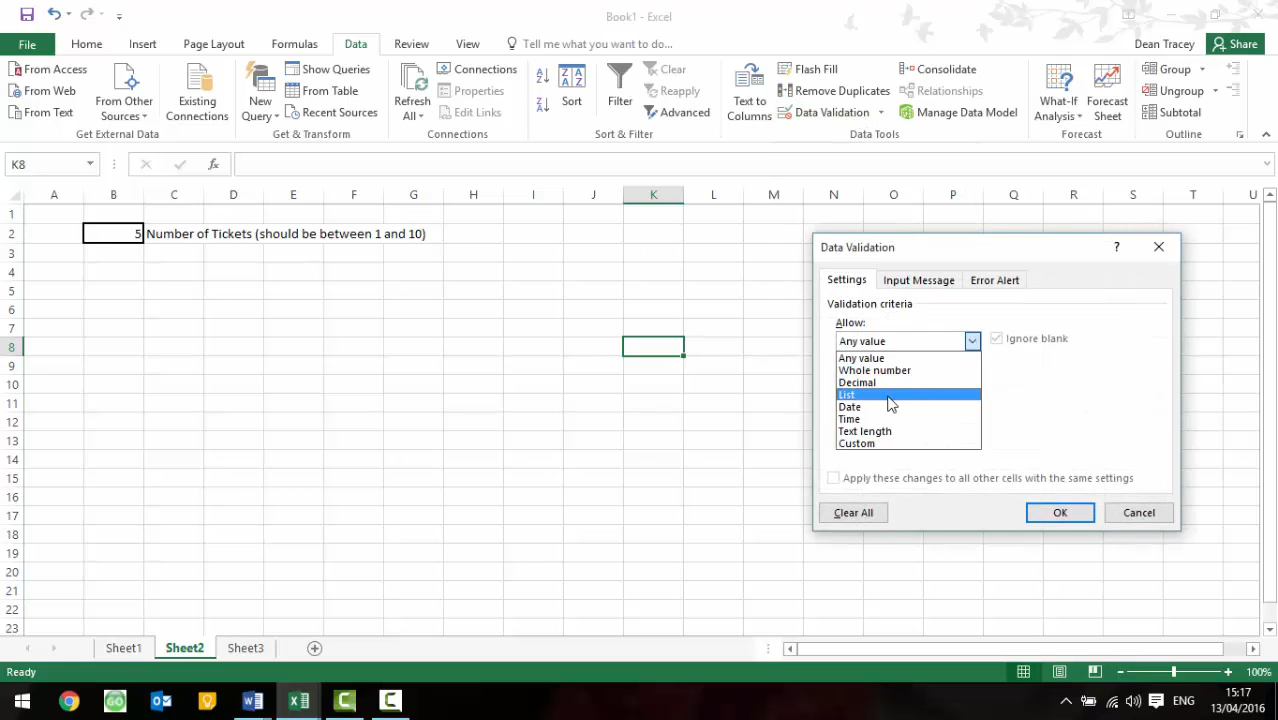 Book1 - Excel
File Home Insert Page Layout Formulas Data Review View Tell me what you want to do... Dean Tracey Share
From Access
From Web
From Text
From Other Sources
Existing Connections
Get External Data
New Query
Show Queries
From Table
Recent Sources
Get & Transform
Refresh All
Connections
Properties
Edit Links
Connections
Sort
Filter
Clear
Reapply
Advanced
Sort & Filter
Text to Columns
Flash Fill
Remove Duplicates
Data Validation
Consolidate
Relationships
Manage Data Model
Data Tools
What-If Analysis
Forecast Sheet
Forecast
Group
Ungroup
Subtotal
Outline
K8 fx
A B C D E F G H I J K L M N O P Q R S T U
1
2 5 Number of Tickets (should be between 1 and 10)
3
4
5
6
7
8
9
10
11
12
13
14
15
16
17
18
19
20
21
22
23
Data Validation ?
Settings Input Message Error Alert
Validation criteria
Allow:
Any value Ignore blank
Any value
Whole number
Decimal
List
Date
Time
Text length
Custom
Apply these changes to all other cells with the same settings
Clear All OK Cancel
Sheet1 Sheet2 Sheet3
Ready 100%
GO ENG 15:17
13/04/2016